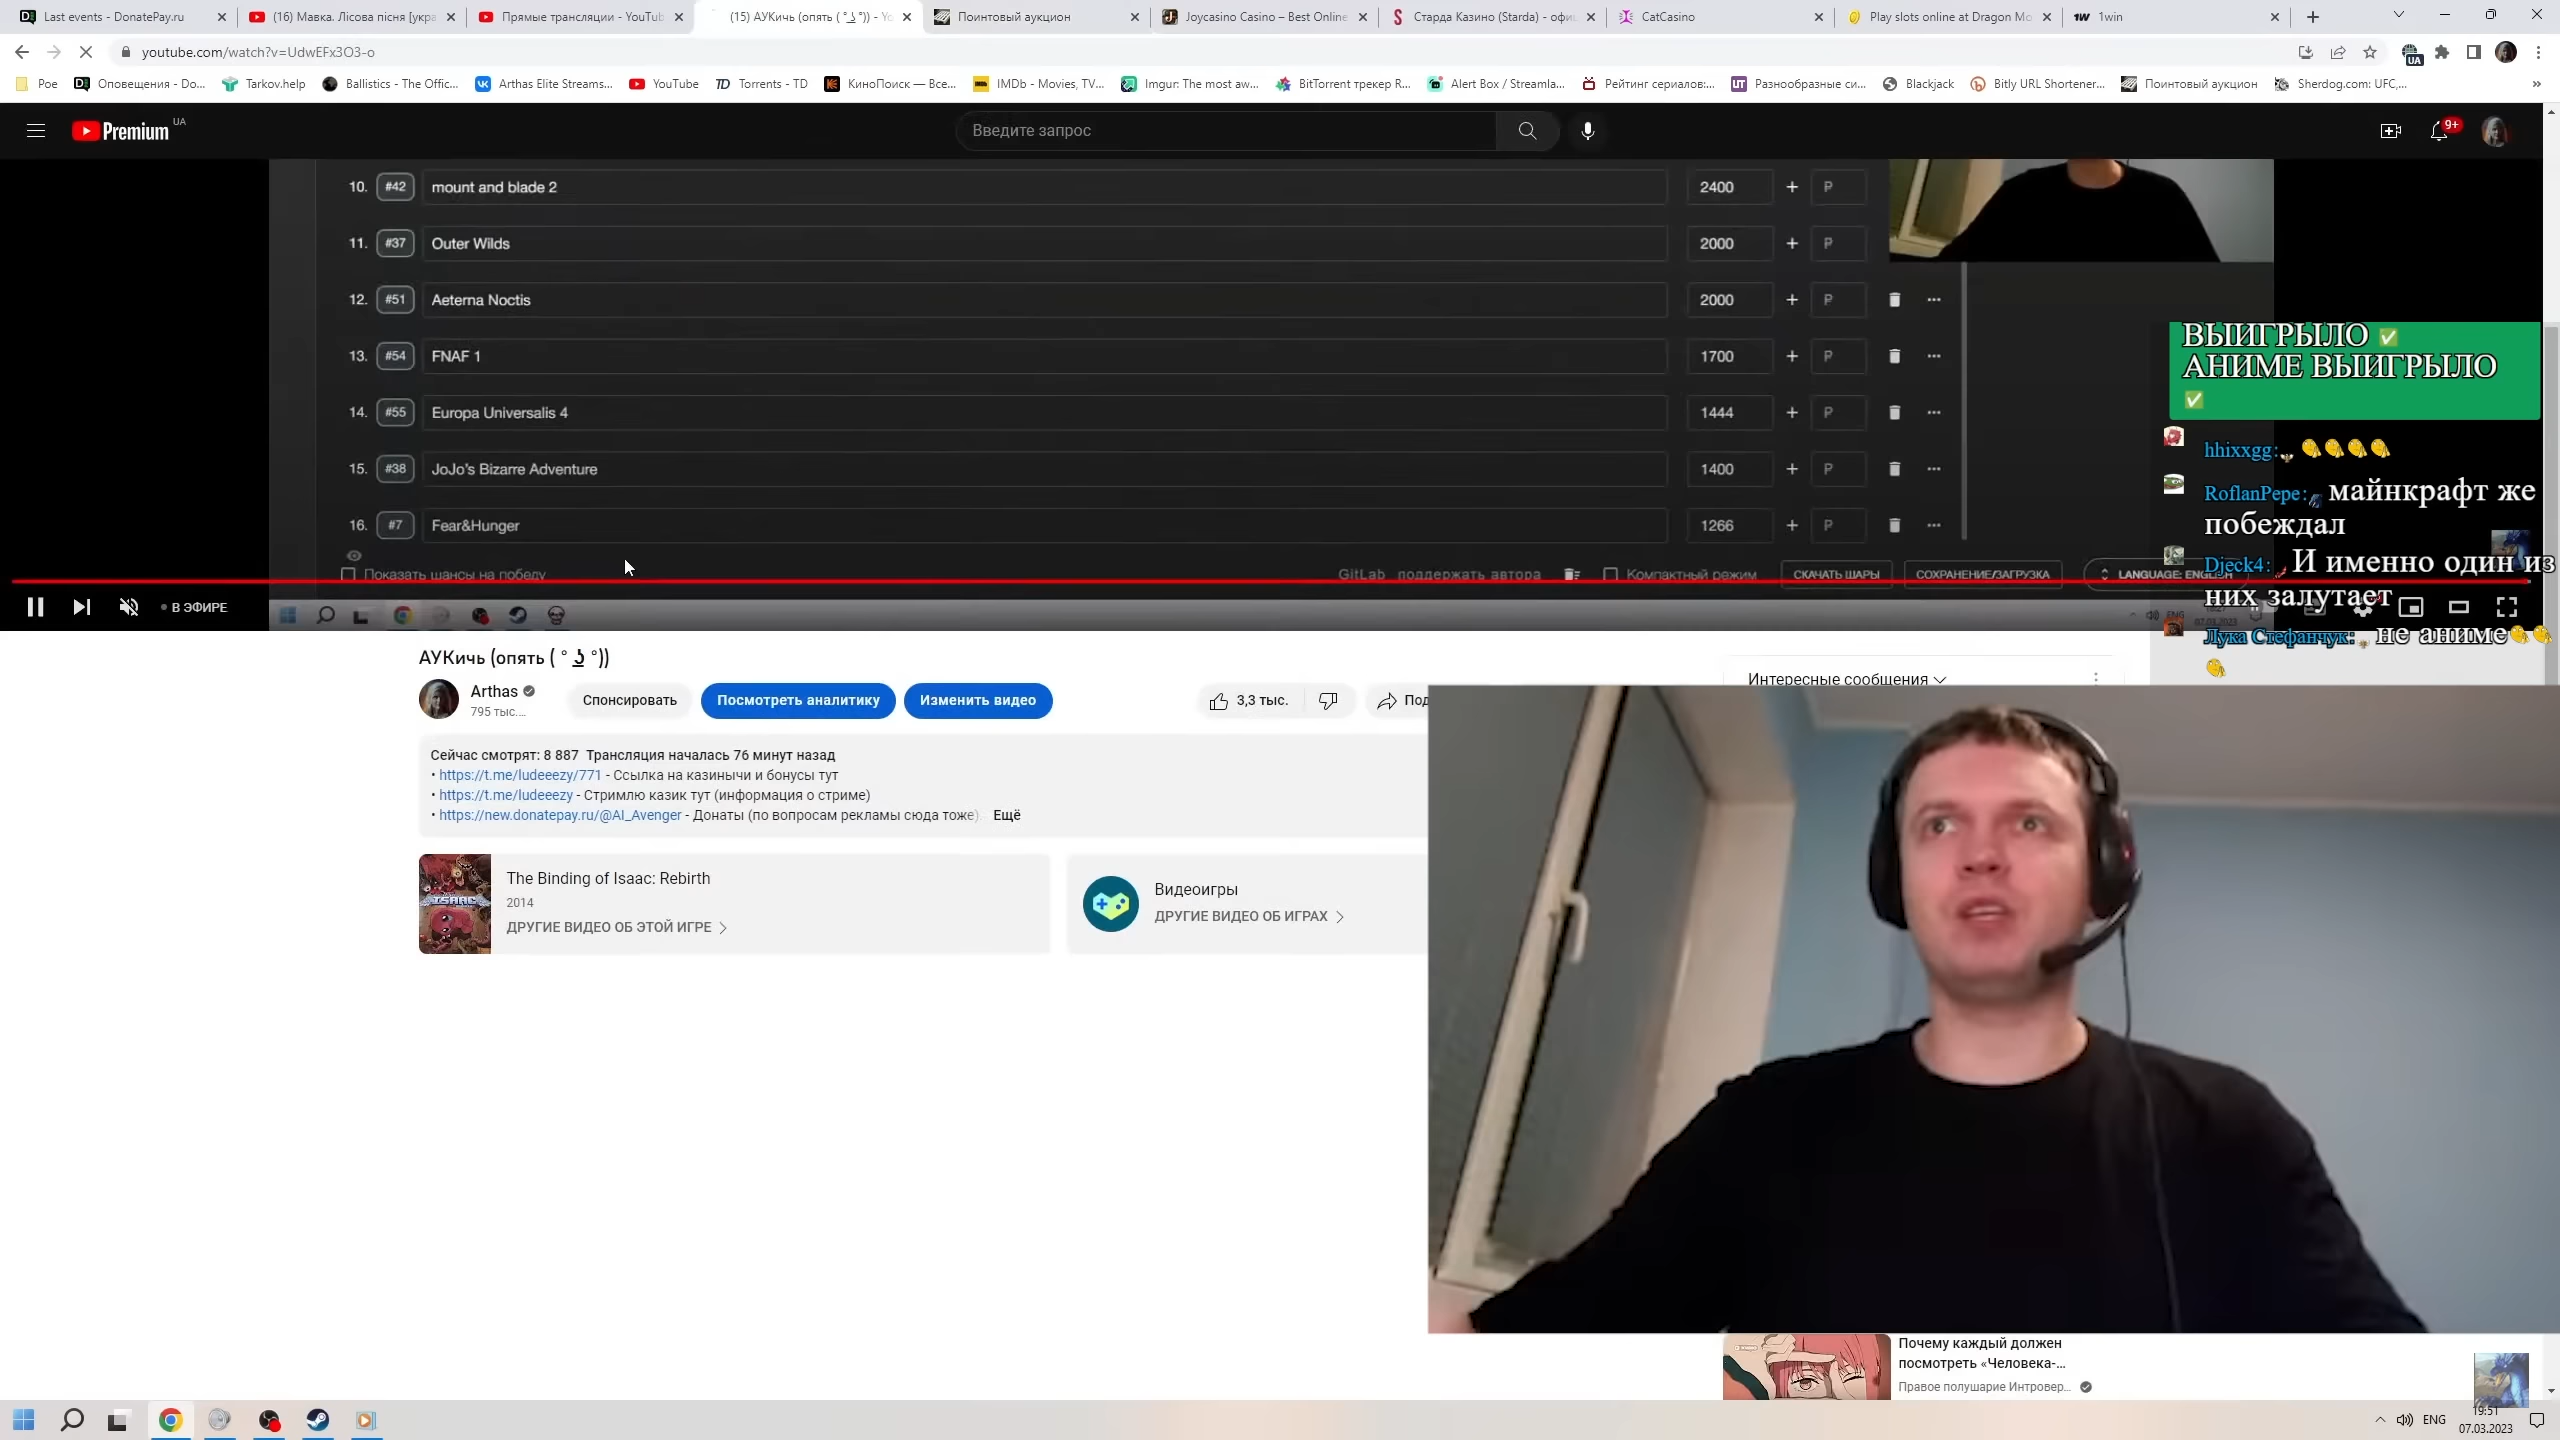 Last events - DonatePay.ru
(16) Мавка. Лісова пісня [укра
Прямые трансляции - YouTub
(15) АУКичь (опять ( ° ʖ̯ °)) - Yo
Поинтовый аукцион
Joycasino Casino – Best Online
Старда Казино (Starda) - офиц
CatCasino
Play slots online at Dragon Mo
1win
youtube.com/watch?v=UdwEFx3O3-o
UA
Poe
Оповещения - Do...
Tarkov.help
Ballistics - The Offic...
Arthas Elite Streams...
YouTube
Torrents - TD
КиноПоиск — Все...
IMDb - Movies, TV...
Imgur: The most aw...
BitTorrent трекер R...
Alert Box / Streamla...
Рейтинг сериалов:...
Разнообразные си...
Blackjack
Bitly URL Shortener...
Поинтовый аукцион
Sherdog.com: UFC,...
Premium UA
Введите запрос
9+
10. #42 mount and blade 2 2400 + ₽
11. #37 Outer Wilds 2000 + ₽
12. #51 Aeterna Noctis 2000 + ₽
13. #54 FNAF 1 1700 + ₽
14. #55 Europa Universalis 4 1444 + ₽
15. #38 JoJo's Bizarre Adventure 1400 + ₽
16. #7 Fear&Hunger 1266 + ₽
Показать шансы на победу
GitLab поддержать автора
Компактный режим
СКАЧАТЬ ШАРЫ
СОХРАНЕНИЕ/ЗАГРУЗКА
LANGUAGE: ENGLISH
В ЭФИРЕ
ВЫИГРЫЛО ✅
АНИМЕ ВЫИГРЫЛО
✅
hhixxgg:
RoflanPepe: майнкрафт же
побеждал
Djeck4: И именно один из
них залутает
Лука Стефанчук: не аниме
АУКичь (опять ( ° ʖ̯ °))
Arthas
795 тыс....
Спонсировать
Посмотреть аналитику
Изменить видео
3,3 тыс.
Под
Интересные сообщения
Сейчас смотрят: 8 887 Трансляция началась 76 минут назад
• https://t.me/ludeeezy/771 - Ссылка на казинычи и бонусы тут
• https://t.me/ludeeezy - Стримлю казик тут (информация о стриме)
• https://new.donatepay.ru/@Al_Avenger - Донаты (по вопросам рекламы сюда тоже) Ещё
The Binding of Isaac: Rebirth
2014
ДРУГИЕ ВИДЕО ОБ ЭТОЙ ИГРЕ
Видеоигры
ДРУГИЕ ВИДЕО ОБ ИГРАХ
Почему каждый должен
посмотреть «Человека-...
Правое полушарие Интровер...
ENG
19:51
07.03.2023